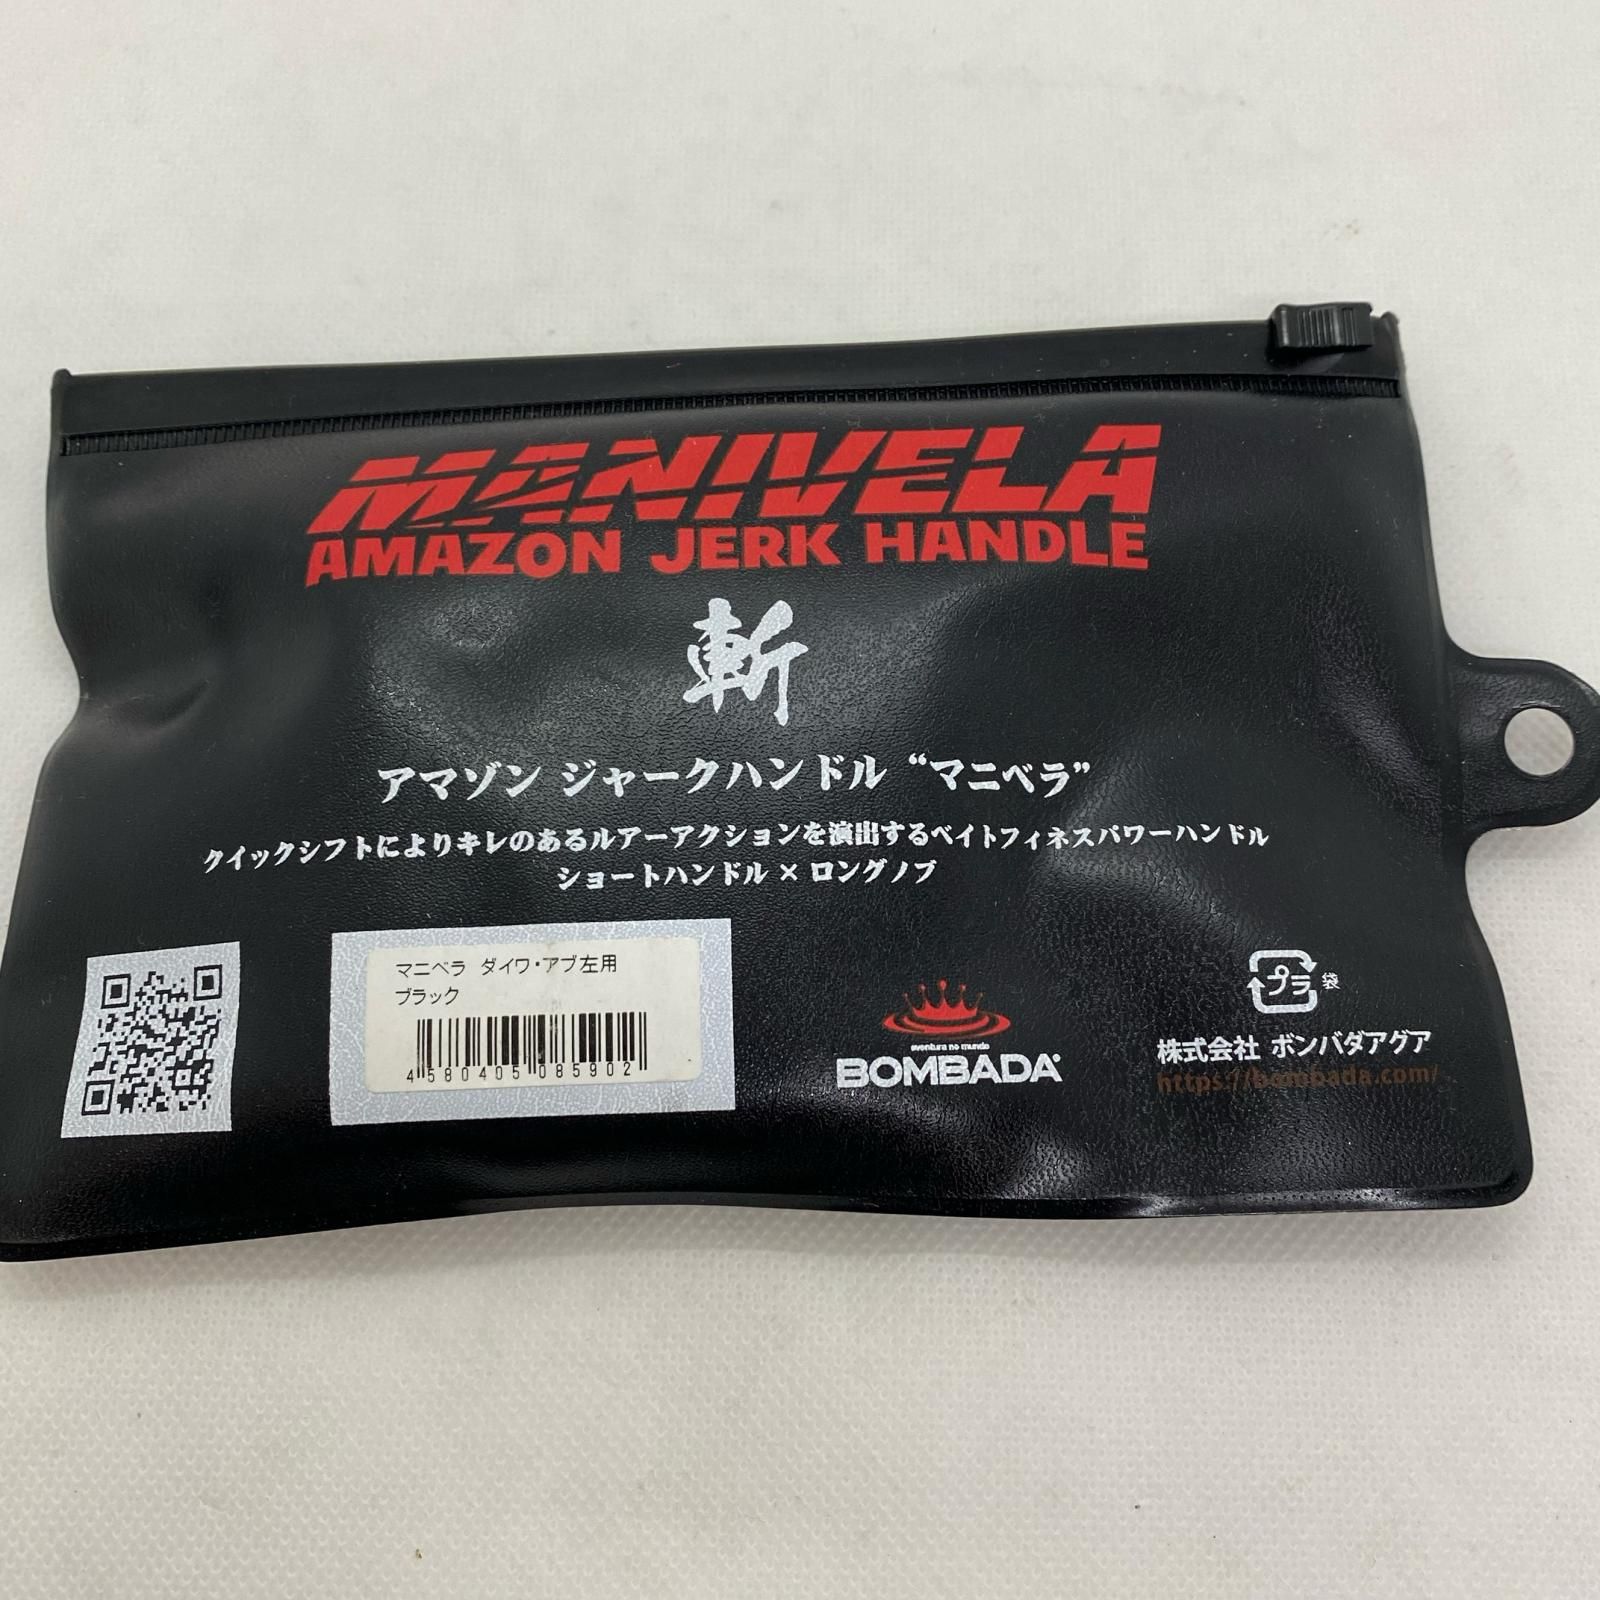 MANIVELA
AMAZON JERK HANDLE
斬
アマゾン ジャークハンドル “マニベラ”
クイックシフトによりキレのあるルアーアクションを演出するベイトフィネスパワーハンドル
ショートハンドル×ロングノブ
マニベラ ダイワ・アブ左用
ブラック
4580405085902
aventura no mundo
BOMBADA
プラ 袋
株式会社 ボンバダアグア
https://bombada.com/